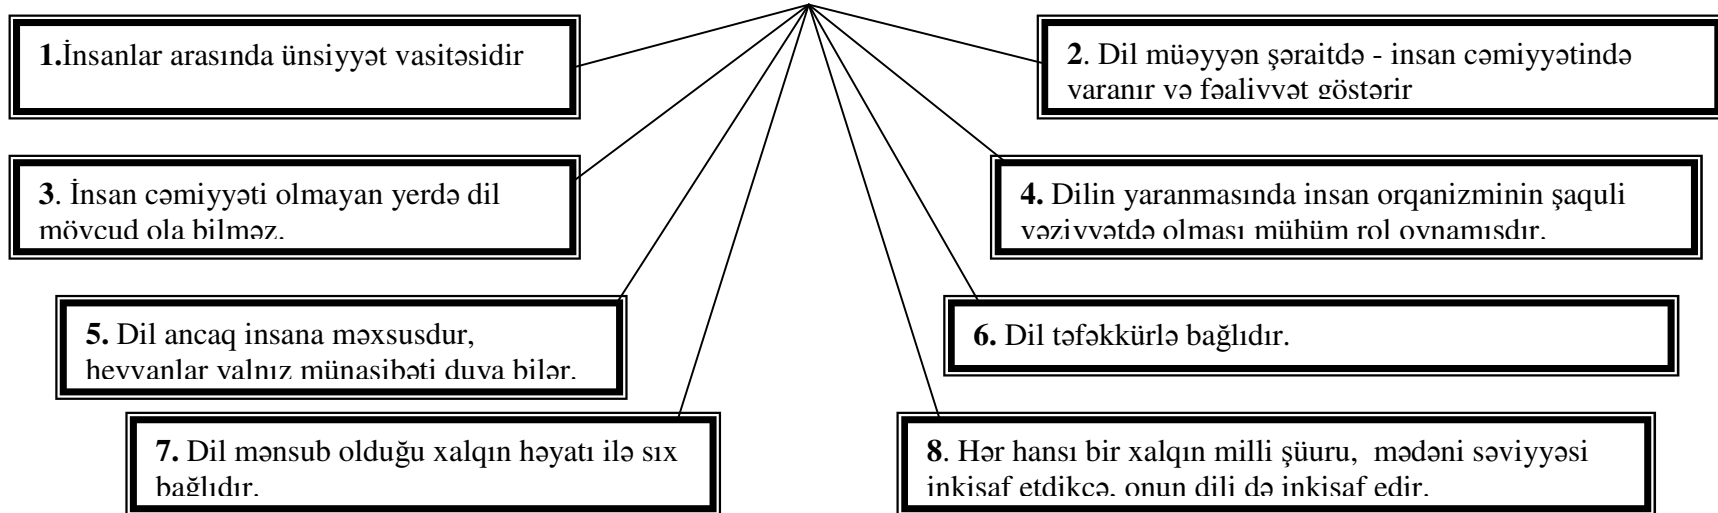 1.İnsanlar arasında ünsiyyət vasitəsidir
2. Dil müəyyən şəraitdə - insan cəmiyyətində
yaranır və fəaliyyət göstərir
3. İnsan cəmiyyəti olmayan yerdə dil
mövcud ola bilməz.
4. Dilin yaranmasında insan orqanizminin şaquli
vəziyyətdə olması mühüm rol oynamışdır.
5. Dil ancaq insana məxsusdur,
heyvanlar yalnız münasibəti duya bilər.
6. Dil təfəkkürlə bağlıdır.
7. Dil mənsub olduğu xalqın həyatı ilə sıx
bağlıdır.
8. Hər hansı bir xalqın milli şüuru, mədəni səviyyəsi
inkişaf etdikcə, onun dili də inkişaf edir.